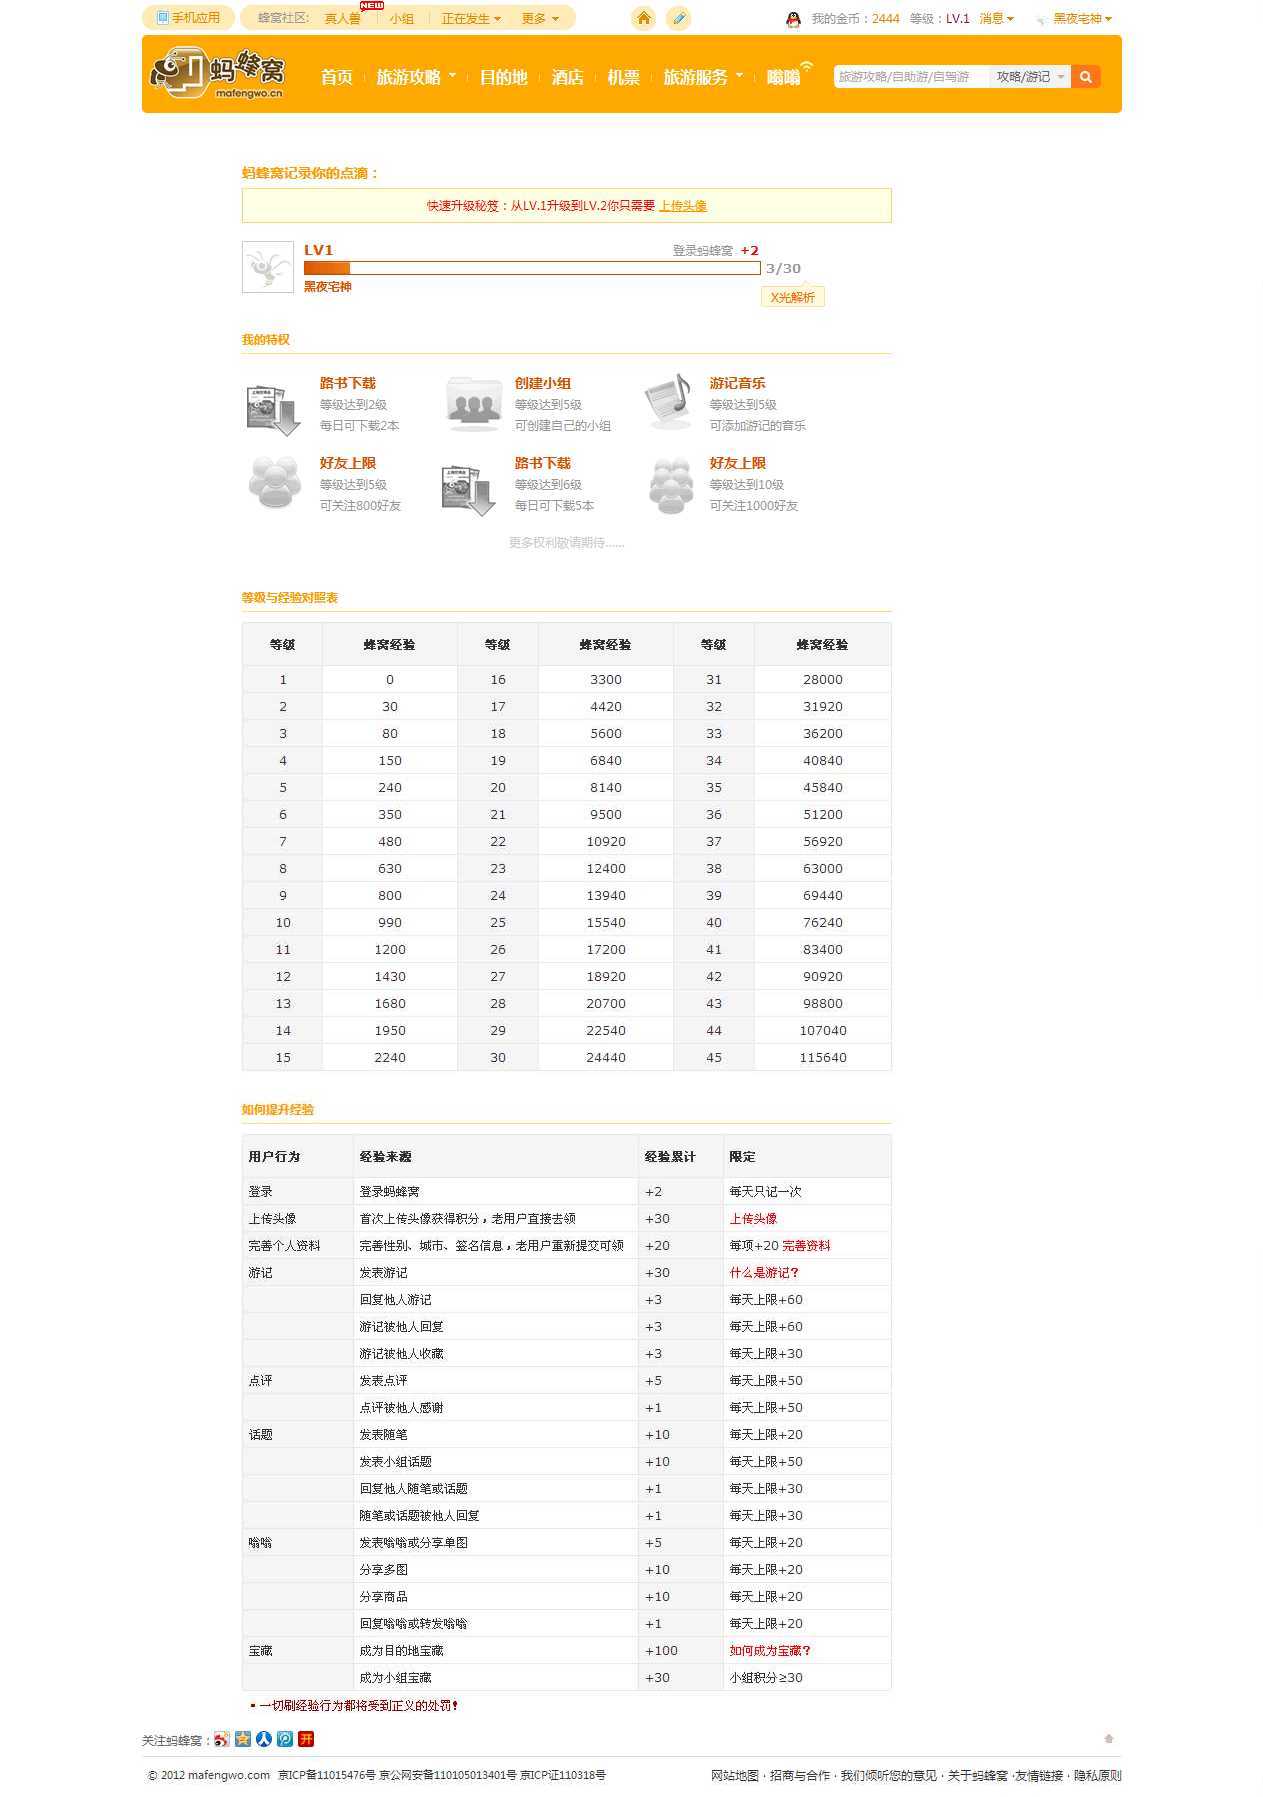 手机应用 蜂窝社区: 真人兽 NEW 小组 正在发生 更多 我的金币：2444 等级：LV.1 消息 黑夜宅神
蚂蜂窝 mafengwo.cn
首页 旅游攻略 目的地 酒店 机票 旅游服务 嗡嗡 旅游攻略/自助游/自驾游 攻略/游记
蚂蜂窝记录你的点滴：
快速升级秘笈：从LV.1升级到LV.2你只需要 上传头像
LV1 登录蚂蜂窝 +2
3/30
黑夜宅神
X光解析
我的特权
路书下载 创建小组 游记音乐
等级达到2级 等级达到5级 等级达到5级
每日可下载2本 可创建自己的小组 可添加游记的音乐
好友上限 路书下载 好友上限
等级达到5级 等级达到6级 等级达到10级
可关注800好友 每日可下载5本 可关注1000好友
更多权利敬请期待......
等级与经验对照表
等级 蜂窝经验 等级 蜂窝经验 等级 蜂窝经验
1 0 16 3300 31 28000
2 30 17 4420 32 31920
3 80 18 5600 33 36200
4 150 19 6840 34 40840
5 240 20 8140 35 45840
6 350 21 9500 36 51200
7 480 22 10920 37 56920
8 630 23 12400 38 63000
9 800 24 13940 39 69440
10 990 25 15540 40 76240
11 1200 26 17200 41 83400
12 1430 27 18920 42 90920
13 1680 28 20700 43 98800
14 1950 29 22540 44 107040
15 2240 30 24440 45 115640
如何提升经验
用户行为 经验来源 经验累计 限定
登录 登录蚂蜂窝 +2 每天只记一次
上传头像 首次上传头像获得积分，老用户直接去领 +30 上传头像
完善个人资料 完善性别、城市、签名信息，老用户重新提交可领 +20 每项+20 完善资料
游记 发表游记 +30 什么是游记？
回复他人游记 +3 每天上限+60
游记被他人回复 +3 每天上限+60
游记被他人收藏 +3 每天上限+30
点评 发表点评 +5 每天上限+50
点评被他人感谢 +1 每天上限+50
话题 发表随笔 +10 每天上限+20
发表小组话题 +10 每天上限+50
回复他人随笔或话题 +1 每天上限+30
随笔或话题被他人回复 +1 每天上限+30
嗡嗡 发表嗡嗡或分享单图 +5 每天上限+20
分享多图 +10 每天上限+20
分享商品 +10 每天上限+20
回复嗡嗡或转发嗡嗡 +1 每天上限+20
宝藏 成为目的地宝藏 +100 如何成为宝藏？
成为小组宝藏 +30 小组积分≥30
一切刷经验行为都将受到正义的处罚！
关注蚂蜂窝：
© 2012 mafengwo.com 京ICP备11015476号 京公网安备110105013401号 京ICP证110318号 网站地图 · 招商与合作 · 我们倾听您的意见 · 关于蚂蜂窝 ·友情链接 · 隐私原则